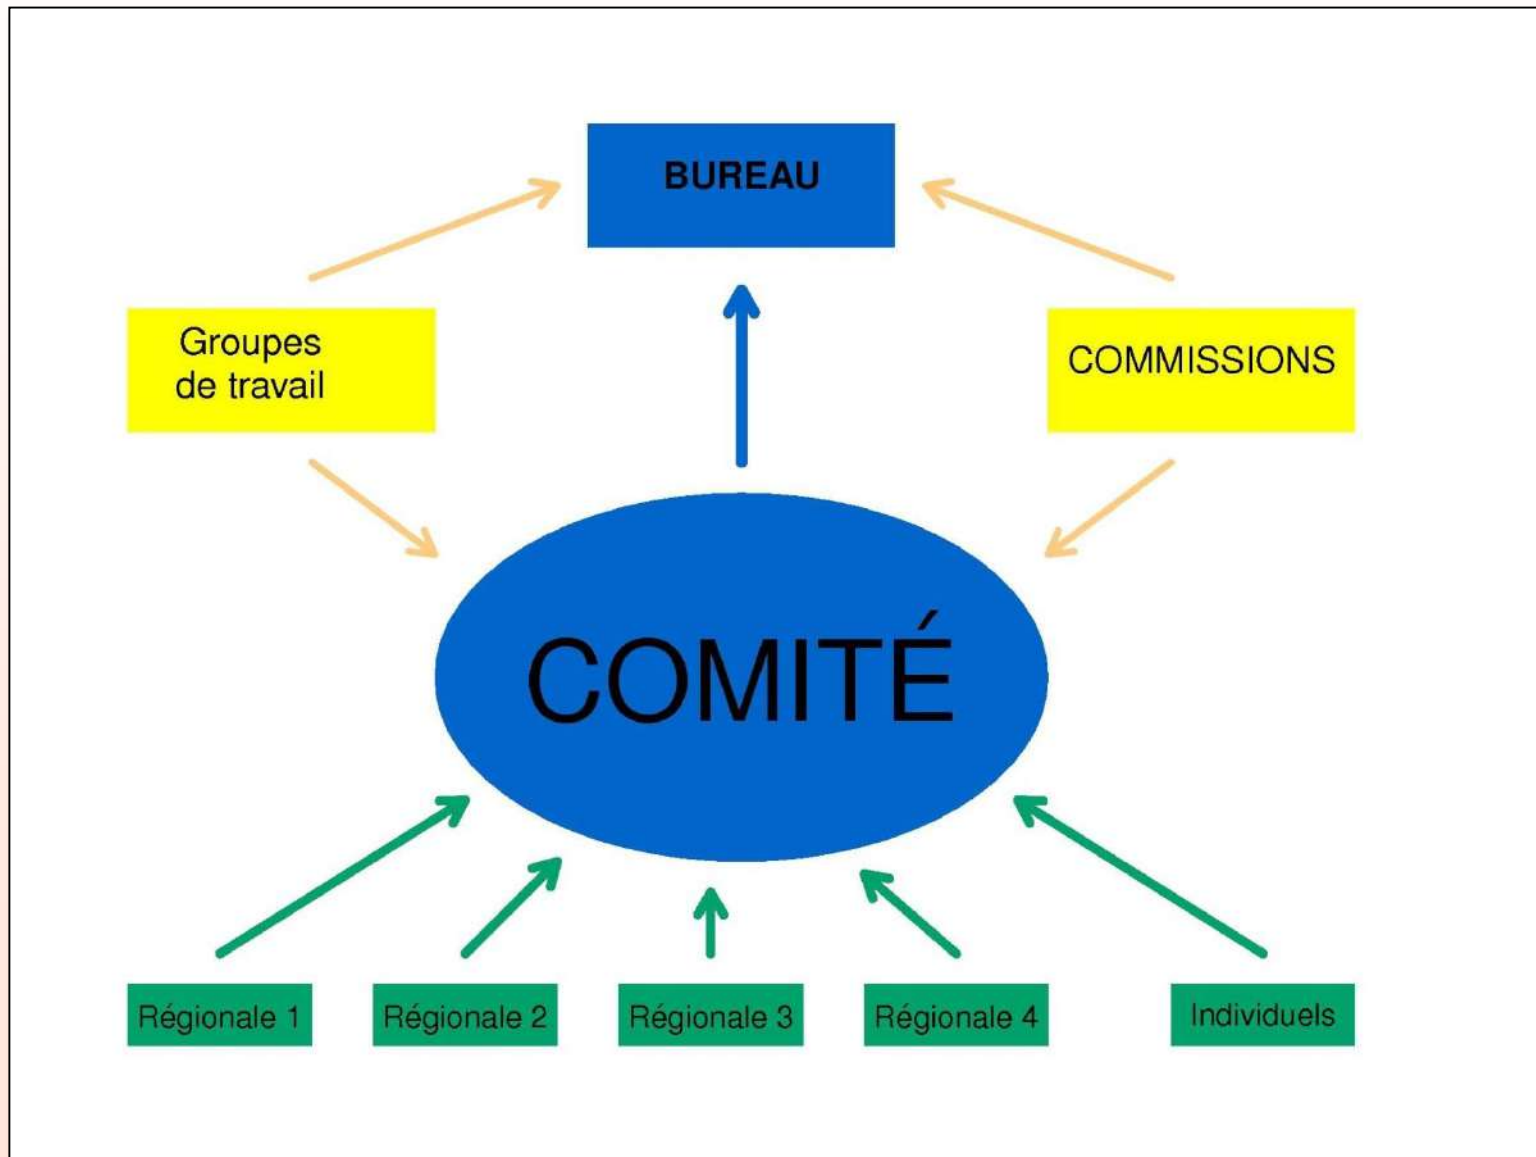 BUREAU
Groupes
de travail
COMMISSIONS
COMITÉ
Régionale 1
Régionale 2
Régionale 3
Régionale 4
Individuels